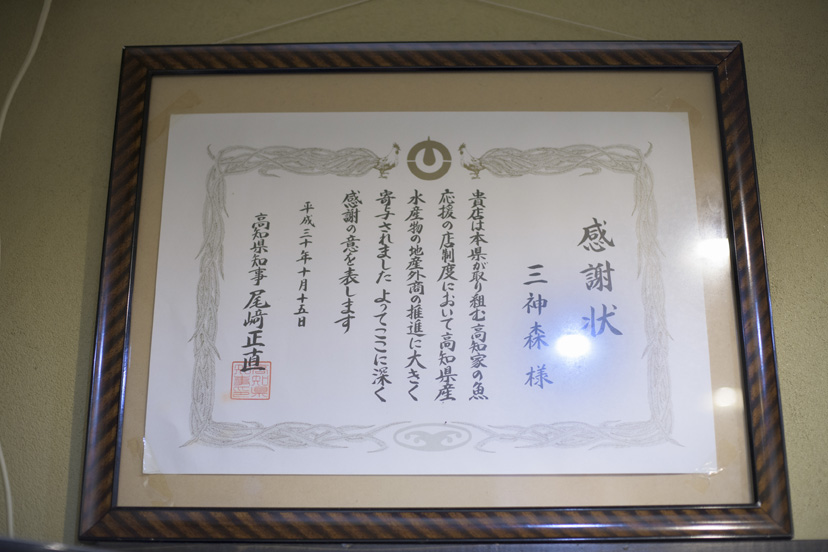 感謝状
三神森 様
貴店は本県が取り組む高知家の魚
応援の店制度において高知県産
水産物の地産外商の推進に大きく
寄与されました よってここに深く
感謝の意を表します
平成三十年十月十五日
高知県知事 尾﨑正直